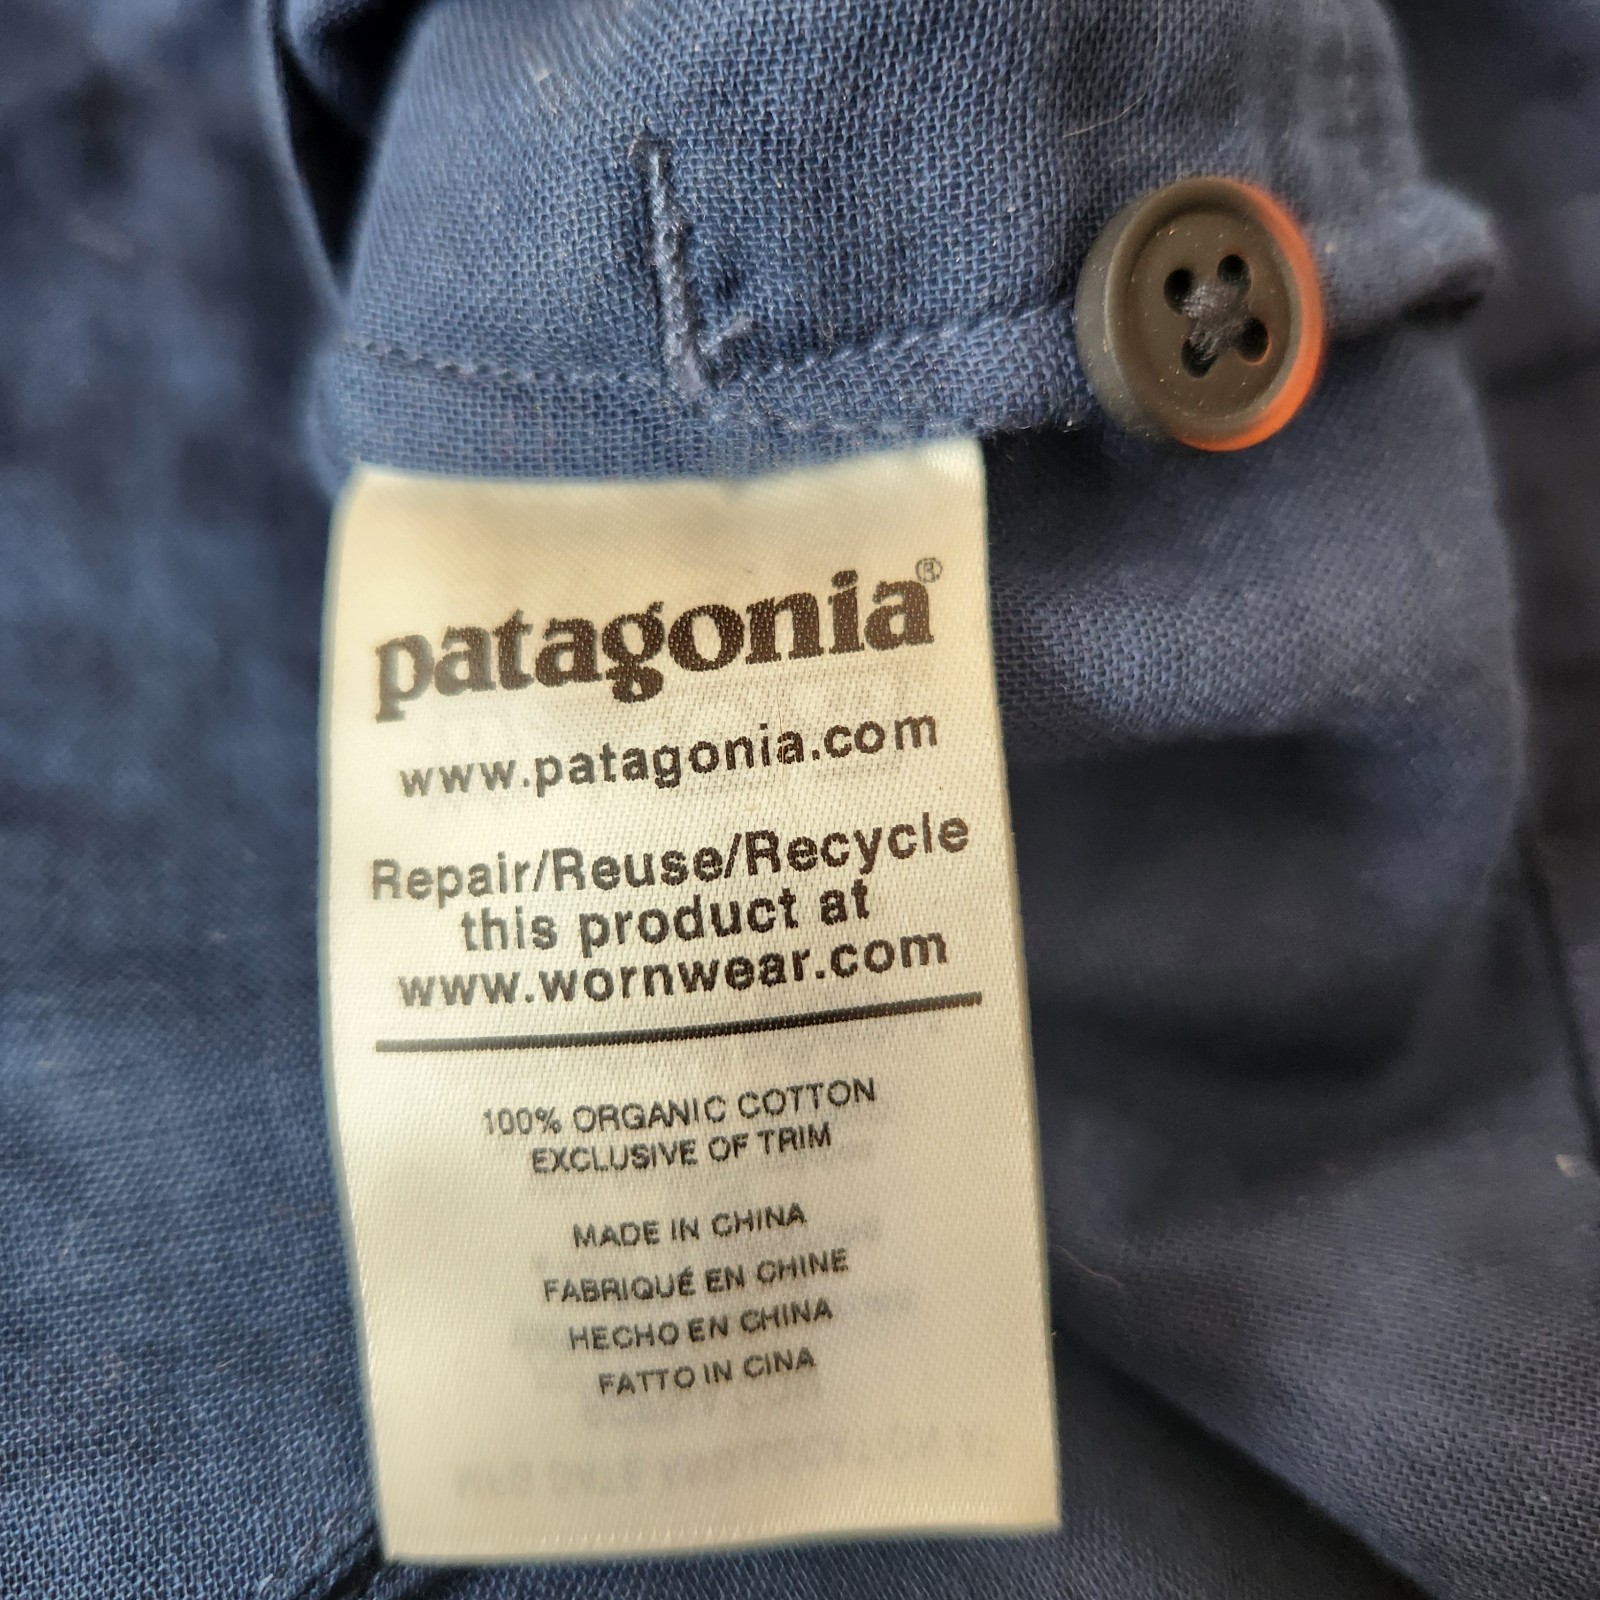 patagonia®
www.patagonia.com
Repair/Reuse/Recycle
this product at
www.wornwear.com
100% ORGANIC COTTON
EXCLUSIVE OF TRIM
MADE IN CHINA
FABRIQUÉ EN CHINE
HECHO EN CHINA
FATTO IN CINA